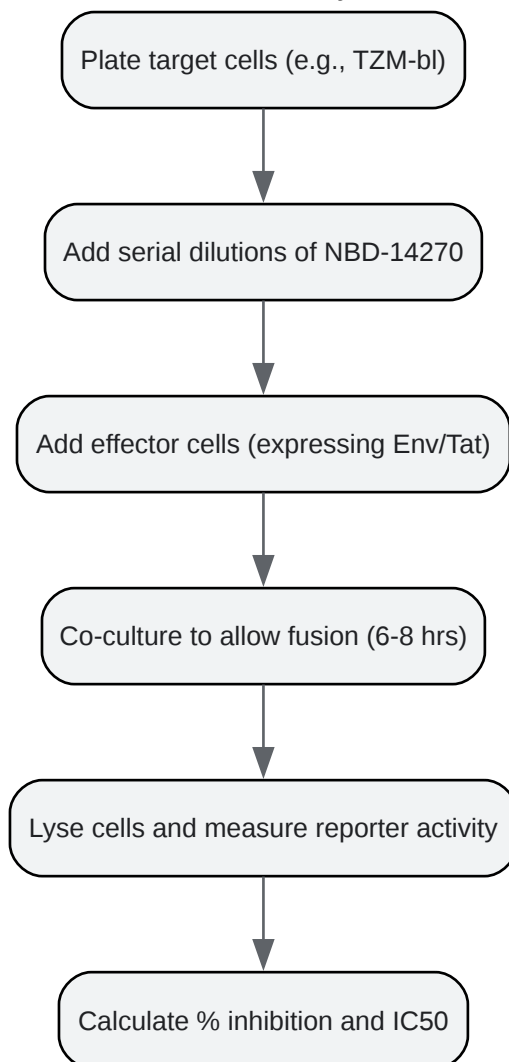 Plate target cells (e.g., TZM-bl)
Add serial dilutions of NBD-14270
Add effector cells (expressing Env/Tat)
Co-culture to allow fusion (6-8 hrs)
Lyse cells and measure reporter activity
Calculate % inhibition and IC50